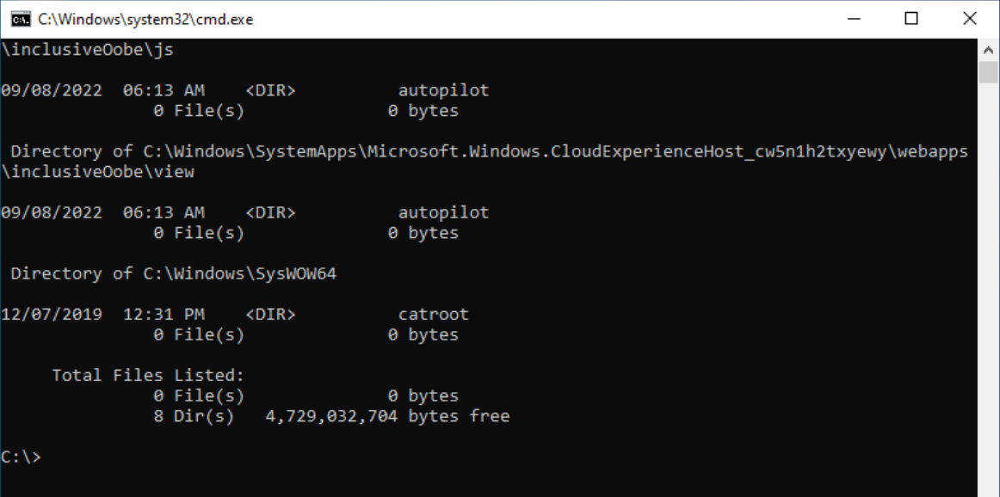 C:\Windows\system32\cmd.exe
\inclusiveOobe\js
09/08/2022  06:13 AM    <DIR>          autopilot
               0 File(s)              0 bytes
 Directory of C:\Windows\SystemApps\Microsoft.Windows.CloudExperienceHost_cw5n1h2txyewy\webapps
\inclusiveOobe\view
09/08/2022  06:13 AM    <DIR>          autopilot
               0 File(s)              0 bytes
 Directory of C:\Windows\SysWOW64
12/07/2019  12:31 PM    <DIR>          catroot
               0 File(s)              0 bytes
     Total Files Listed:
               0 File(s)              0 bytes
               8 Dir(s)   4,729,032,704 bytes free
C:\>